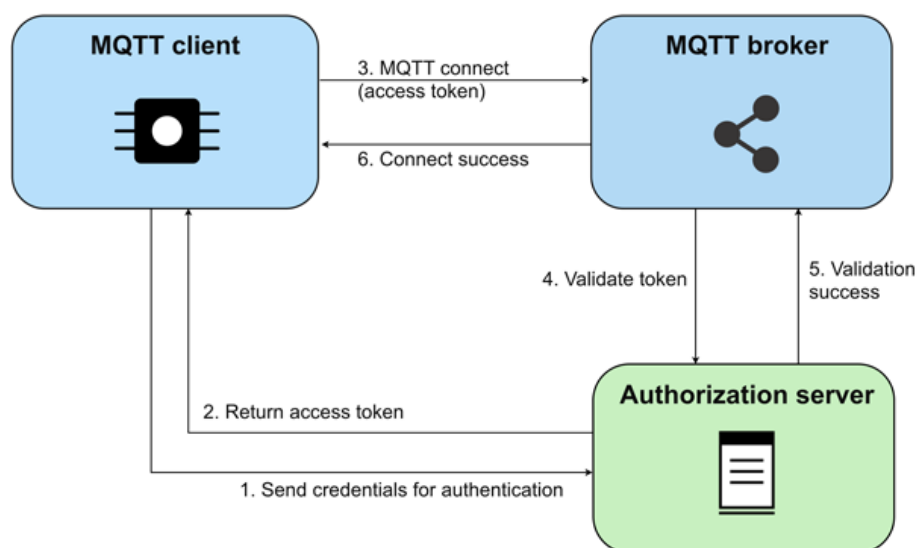 MQTT client
MQTT broker
3. MQTT connect
(access token)
6. Connect success
4. Validate token
5. Validation
success
Authorization server
2. Return access token
1. Send credentials for authentication